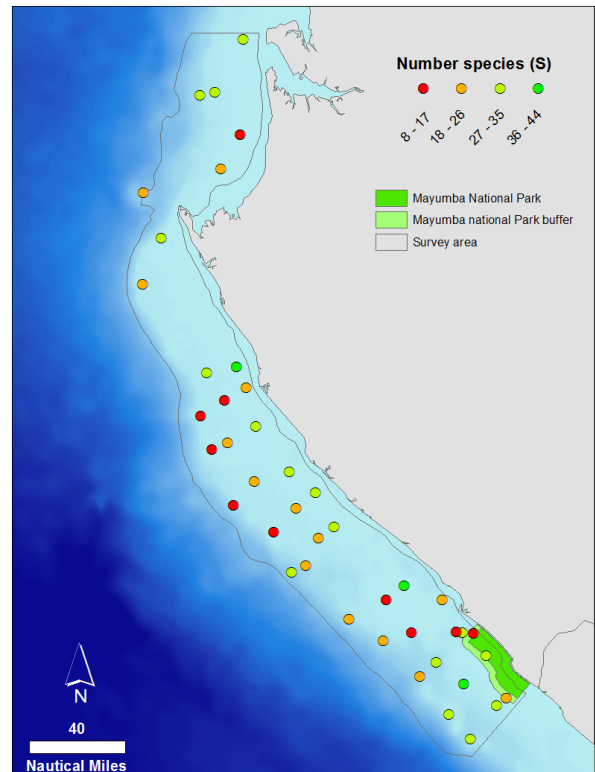 Number species (S)
8 - 17
18 - 26
27 - 35
36 - 44
Mayumba National Park
Mayumba national Park buffer
Survey area
N
40
Nautical Miles